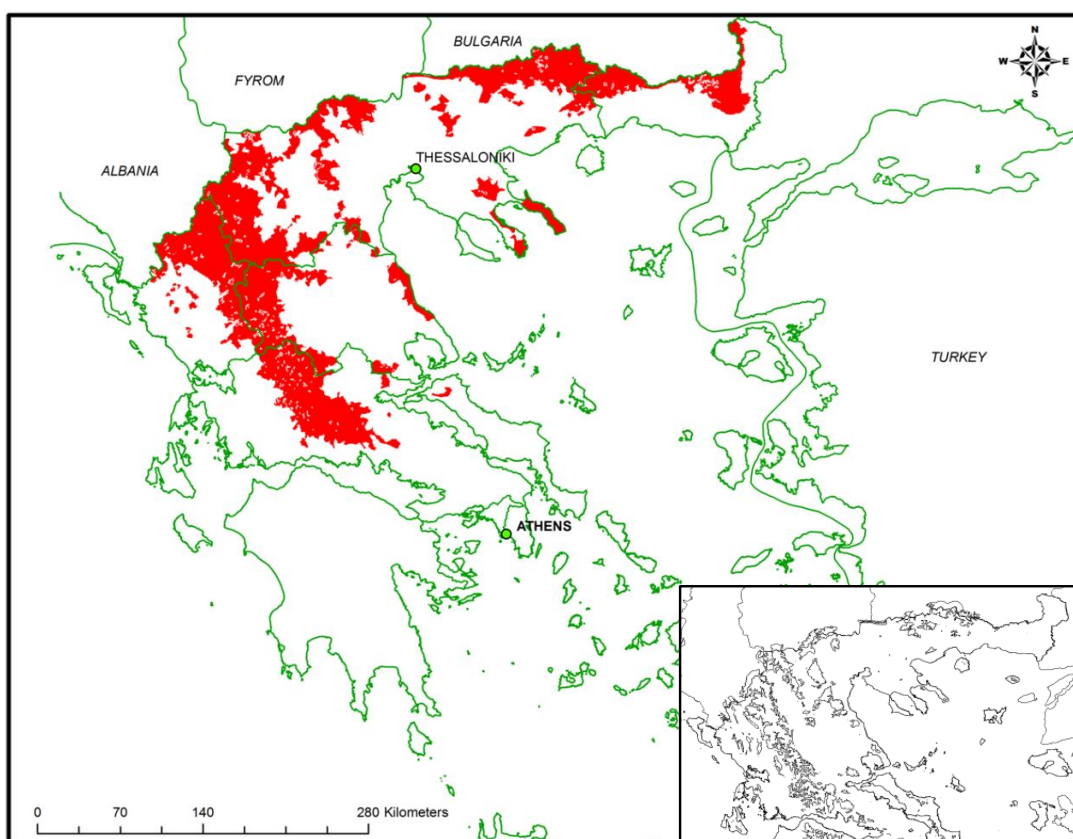 BULGARIA
N
W E
S
FYROM
THESSALONIKI
ALBANIA
TURKEY
ATHENS
0 70 140 280 Kilometers